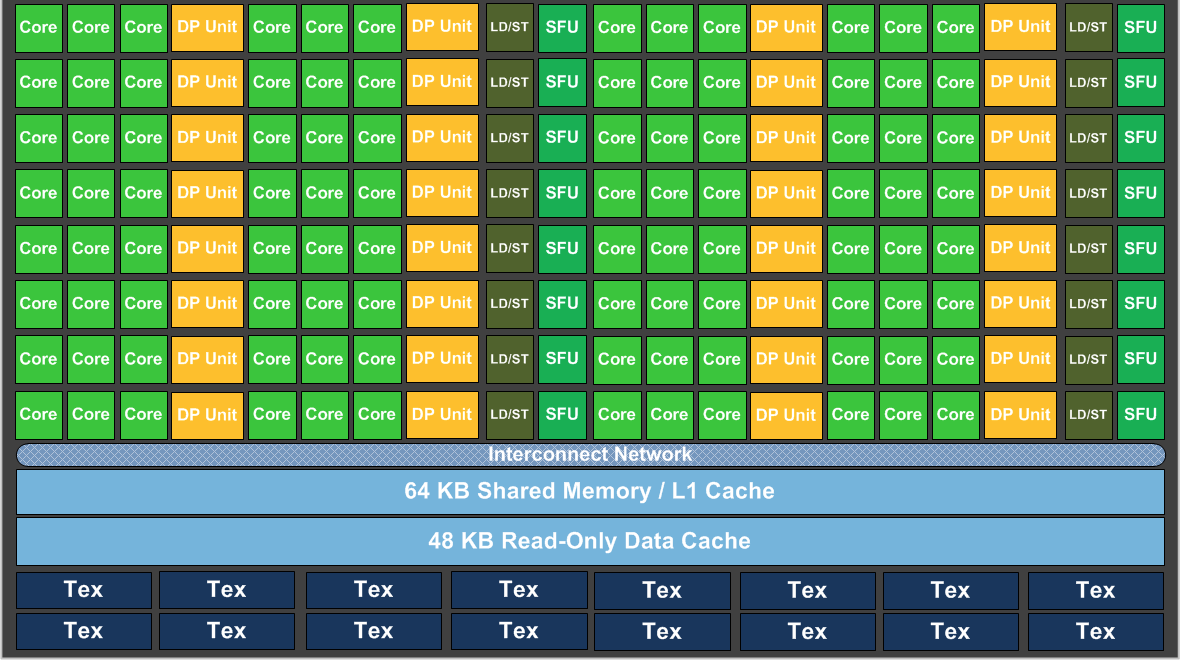 Core Core Core DP Unit Core Core Core DP Unit LD/ST SFU Core Core Core DP Unit Core Core Core DP Unit LD/ST SFU
Core Core Core DP Unit Core Core Core DP Unit LD/ST SFU Core Core Core DP Unit Core Core Core DP Unit LD/ST SFU
Core Core Core DP Unit Core Core Core DP Unit LD/ST SFU Core Core Core DP Unit Core Core Core DP Unit LD/ST SFU
Core Core Core DP Unit Core Core Core DP Unit LD/ST SFU Core Core Core DP Unit Core Core Core DP Unit LD/ST SFU
Core Core Core DP Unit Core Core Core DP Unit LD/ST SFU Core Core Core DP Unit Core Core Core DP Unit LD/ST SFU
Core Core Core DP Unit Core Core Core DP Unit LD/ST SFU Core Core Core DP Unit Core Core Core DP Unit LD/ST SFU
Core Core Core DP Unit Core Core Core DP Unit LD/ST SFU Core Core Core DP Unit Core Core Core DP Unit LD/ST SFU
Core Core Core DP Unit Core Core Core DP Unit LD/ST SFU Core Core Core DP Unit Core Core Core DP Unit LD/ST SFU
Interconnect Network
64 KB Shared Memory / L1 Cache
48 KB Read-Only Data Cache
Tex Tex Tex Tex Tex Tex Tex Tex
Tex Tex Tex Tex Tex Tex Tex Tex